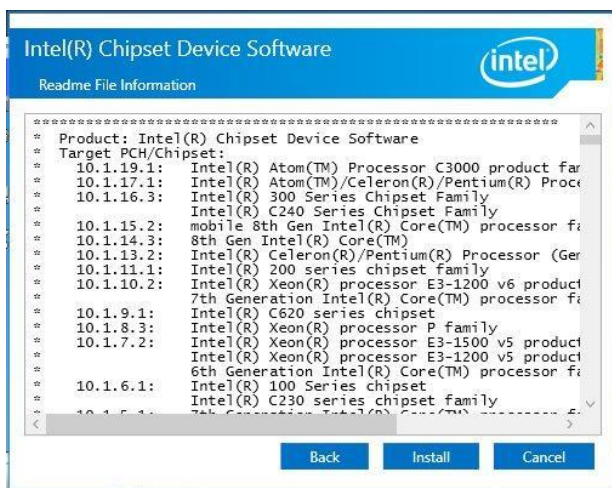 Intel(R) Chipset Device Software
intel
Readme File Information
************************************************************
* Product: Intel(R) Chipset Device Software
* Target PCH/Chipset:
* 10.1.19.1: Intel(R) Atom(TM) Processor C3000 product fam
* 10.1.17.1: Intel(R) Atom(TM)/Celeron(R)/Pentium(R) Proce
* 10.1.16.3: Intel(R) 300 Series Chipset Family
* Intel(R) C240 Series Chipset Family
* 10.1.15.2: mobile 8th Gen Intel(R) Core(TM) processor fa
* 10.1.14.3: 8th Gen Intel(R) Core(TM)
* 10.1.13.2: Intel(R) Celeron(R)/Pentium(R) Processor (Gem
* 10.1.11.1: Intel(R) 200 series chipset family
* 10.1.10.2: Intel(R) Xeon(R) processor E3-1200 v6 product
* 7th Generation Intel(R) Core(TM) processor fa
* 10.1.9.1: Intel(R) C620 series chipset
* 10.1.8.3: Intel(R) Xeon(R) processor P family
* 10.1.7.2: Intel(R) Xeon(R) processor E3-1500 v5 product
* Intel(R) Xeon(R) processor E3-1200 v5 product
* 6th Generation Intel(R) Core(TM) processor fa
* 10.1.6.1: Intel(R) 100 Series chipset
* Intel(R) C230 series chipset family
Back Install Cancel